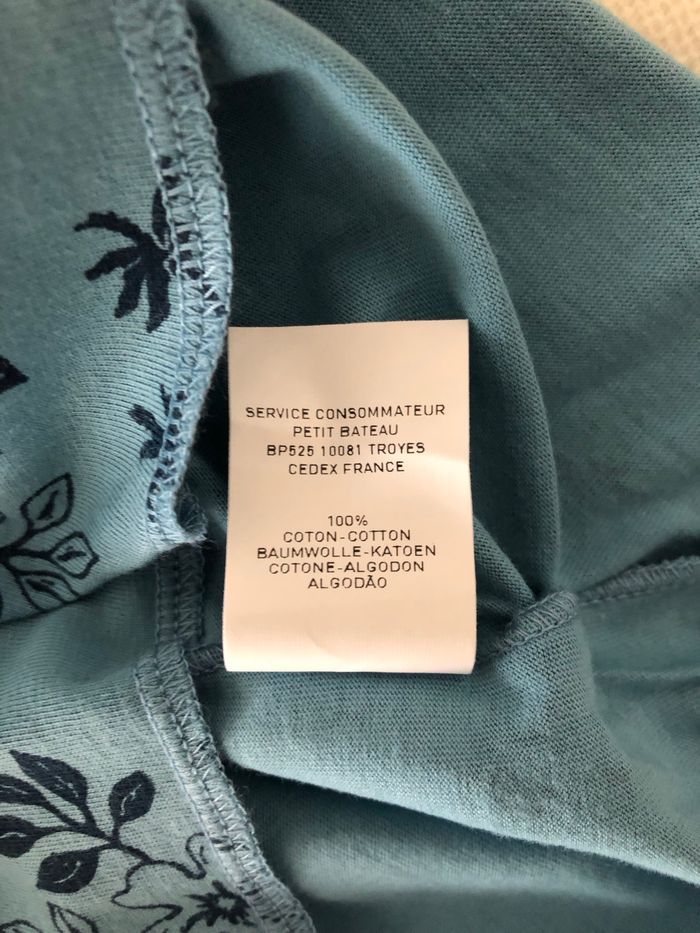 SERVICE CONSOMMATEUR
PETIT BATEAU
BP525 10081 TROYES
CEDEX FRANCE
100%
COTON-COTTON
BAUMWOLLE-KATOEN
COTONE-ALGODON
ALGODÃO